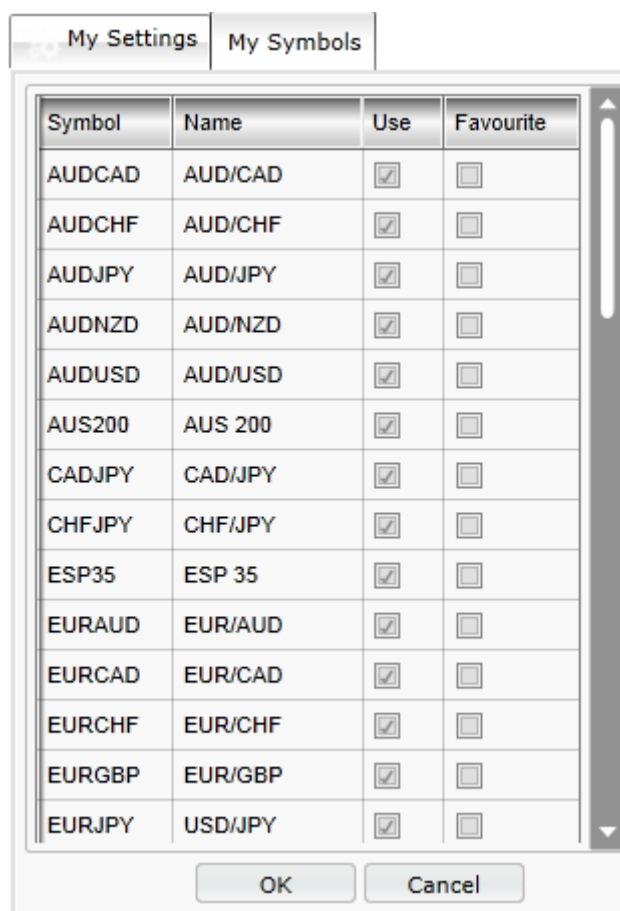 My Settings My Symbols
Symbol Name Use Favourite
AUDCAD AUD/CAD
AUDCHF AUD/CHF
AUDJPY AUD/JPY
AUDNZD AUD/NZD
AUDUSD AUD/USD
AUS200 AUS 200
CADJPY CAD/JPY
CHFJPY CHF/JPY
ESP35 ESP 35
EURAUD EUR/AUD
EURCAD EUR/CAD
EURCHF EUR/CHF
EURGBP EUR/GBP
EURJPY USD/JPY
OK Cancel